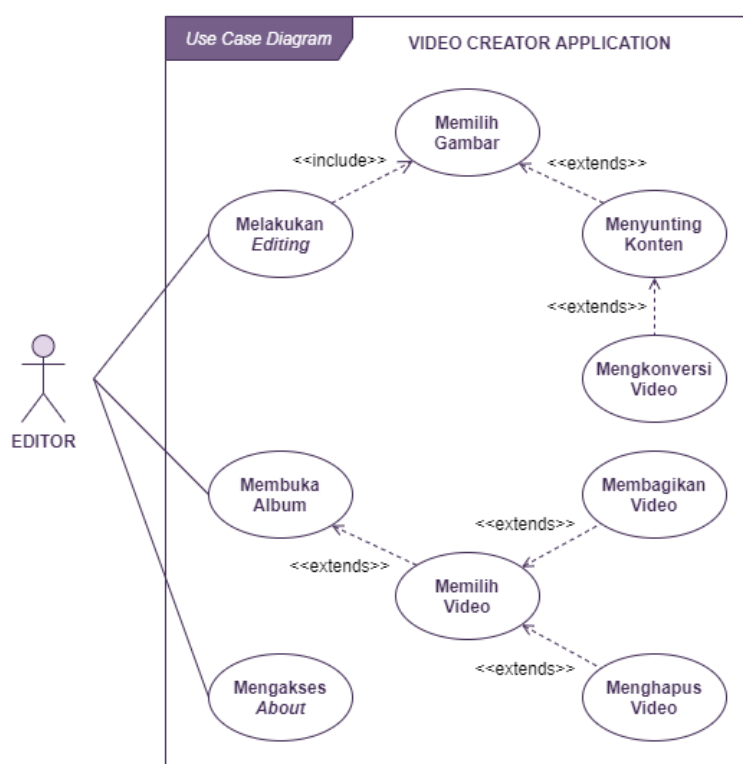 Use Case Diagram
VIDEO CREATOR APPLICATION
Memilih
Gambar
<<include>>
<<extends>>
Melakukan
Editing
Menyunting
Konten
<<extends>>
Mengkonversi
Video
EDITOR
Membuka
Album
Membagikan
Video
<<extends>>
<<extends>>
Memilih
Video
<<extends>>
Mengakses
About
Menghapus
Video